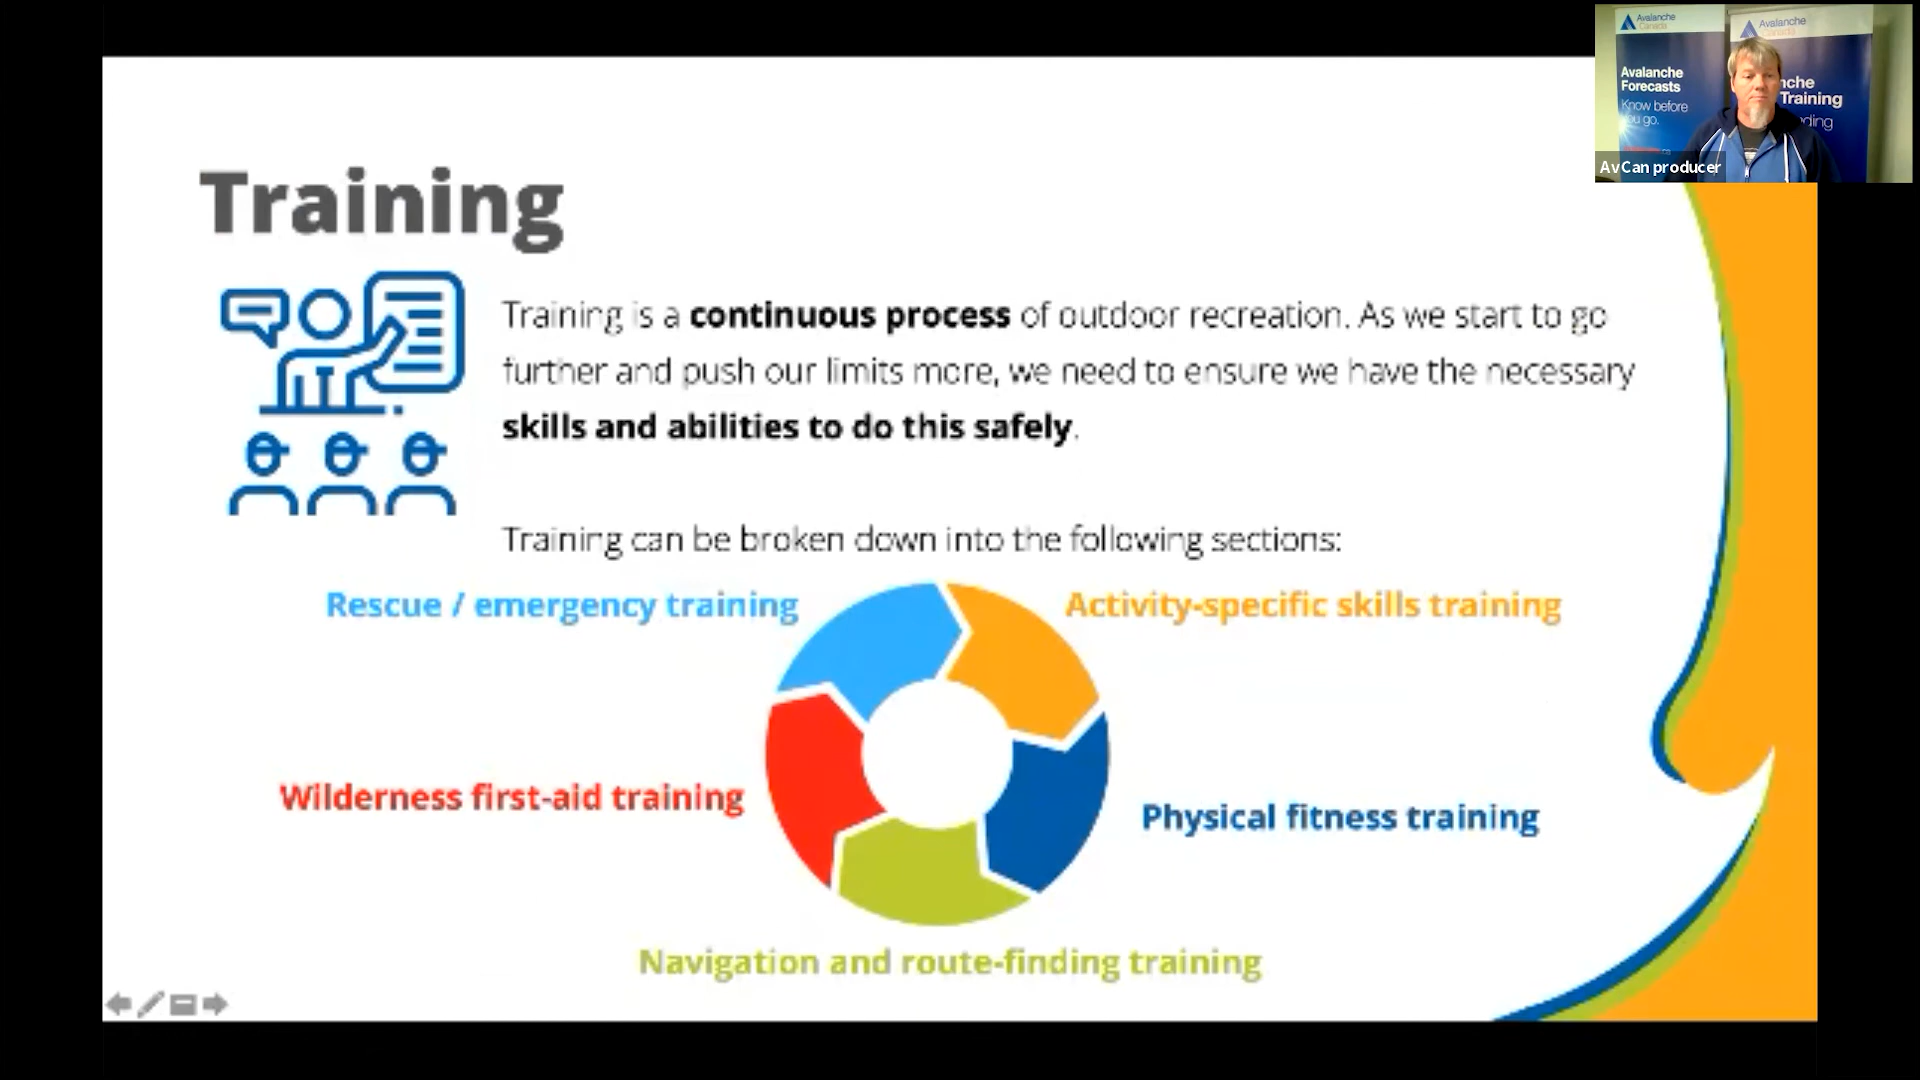 Avalanche
Canada
Avalanche
Forecasts
Know before
you go.
Avalanche
Canada
nche
Training
nding
AvCan producer
Training
Training is a continuous process of outdoor recreation. As we start to go
further and push our limits more, we need to ensure we have the necessary
skills and abilities to do this safely.
Training can be broken down into the following sections:
Rescue / emergency training
Activity-specific skills training
Wilderness first-aid training
Physical fitness training
Navigation and route-finding training